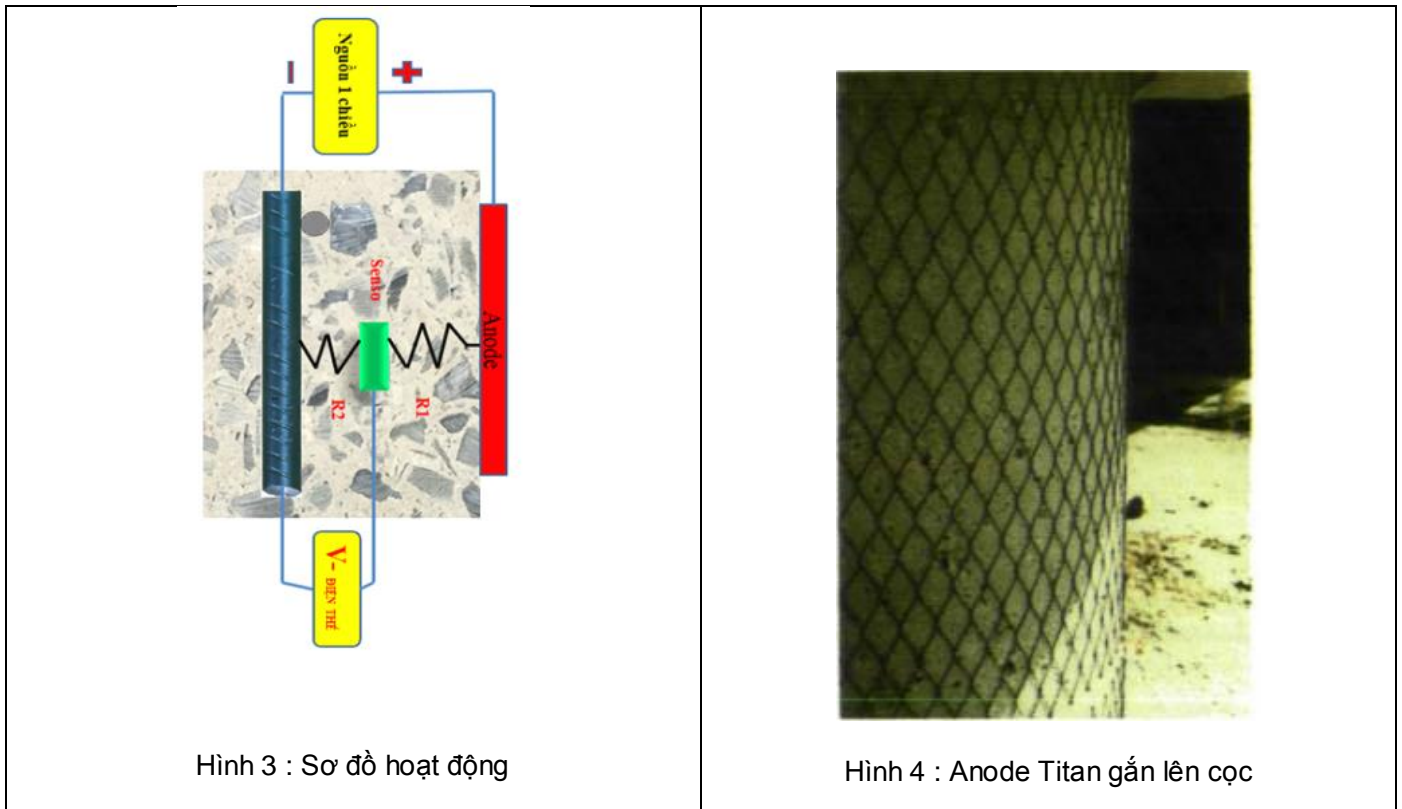 Nguồn 1 chiều
-
+
Senso
Anode
R2
R1
V- ĐIỆN THẾ
Hình 3 : Sơ đồ hoạt động
Hình 4 : Anode Titan gắn lên cọc